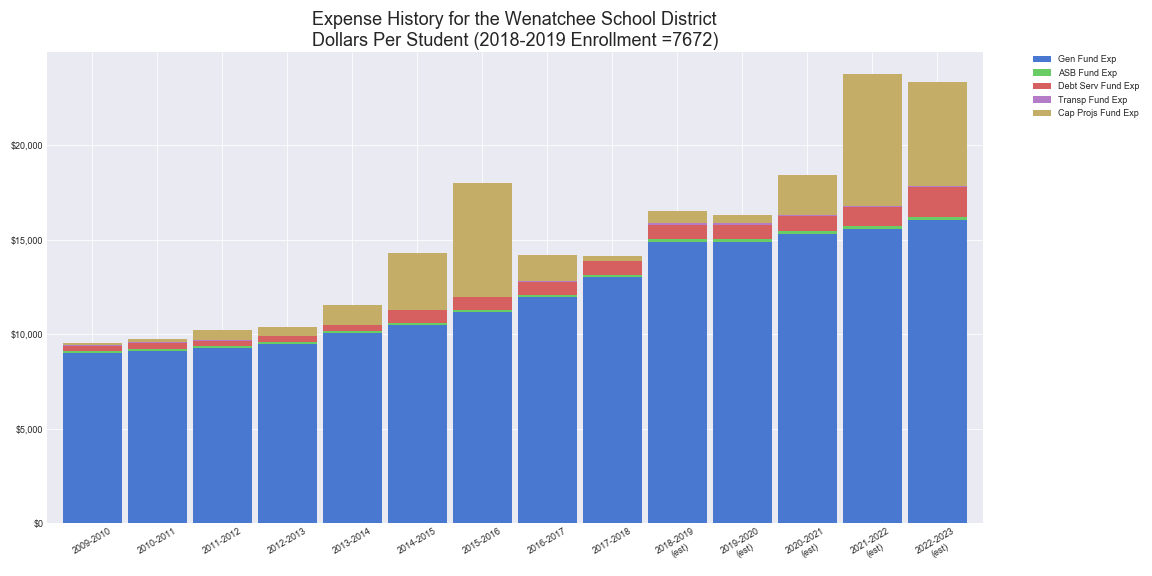 Expense History for the Wenatchee School District
Dollars Per Student (2018-2019 Enrollment =7672)
Gen Fund Exp
ASB Fund Exp
Debt Serv Fund Exp
Transp Fund Exp
Cap Projs Fund Exp
$20,000
$15,000
$10,000
$5,000
$0
2009-2010
2010-2011
2011-2012
2012-2013
2013-2014
2014-2015
2015-2016
2016-2017
2017-2018
2018-2019
(est)
2019-2020
(est)
2020-2021
(est)
2021-2022
(est)
2022-2023
(est)